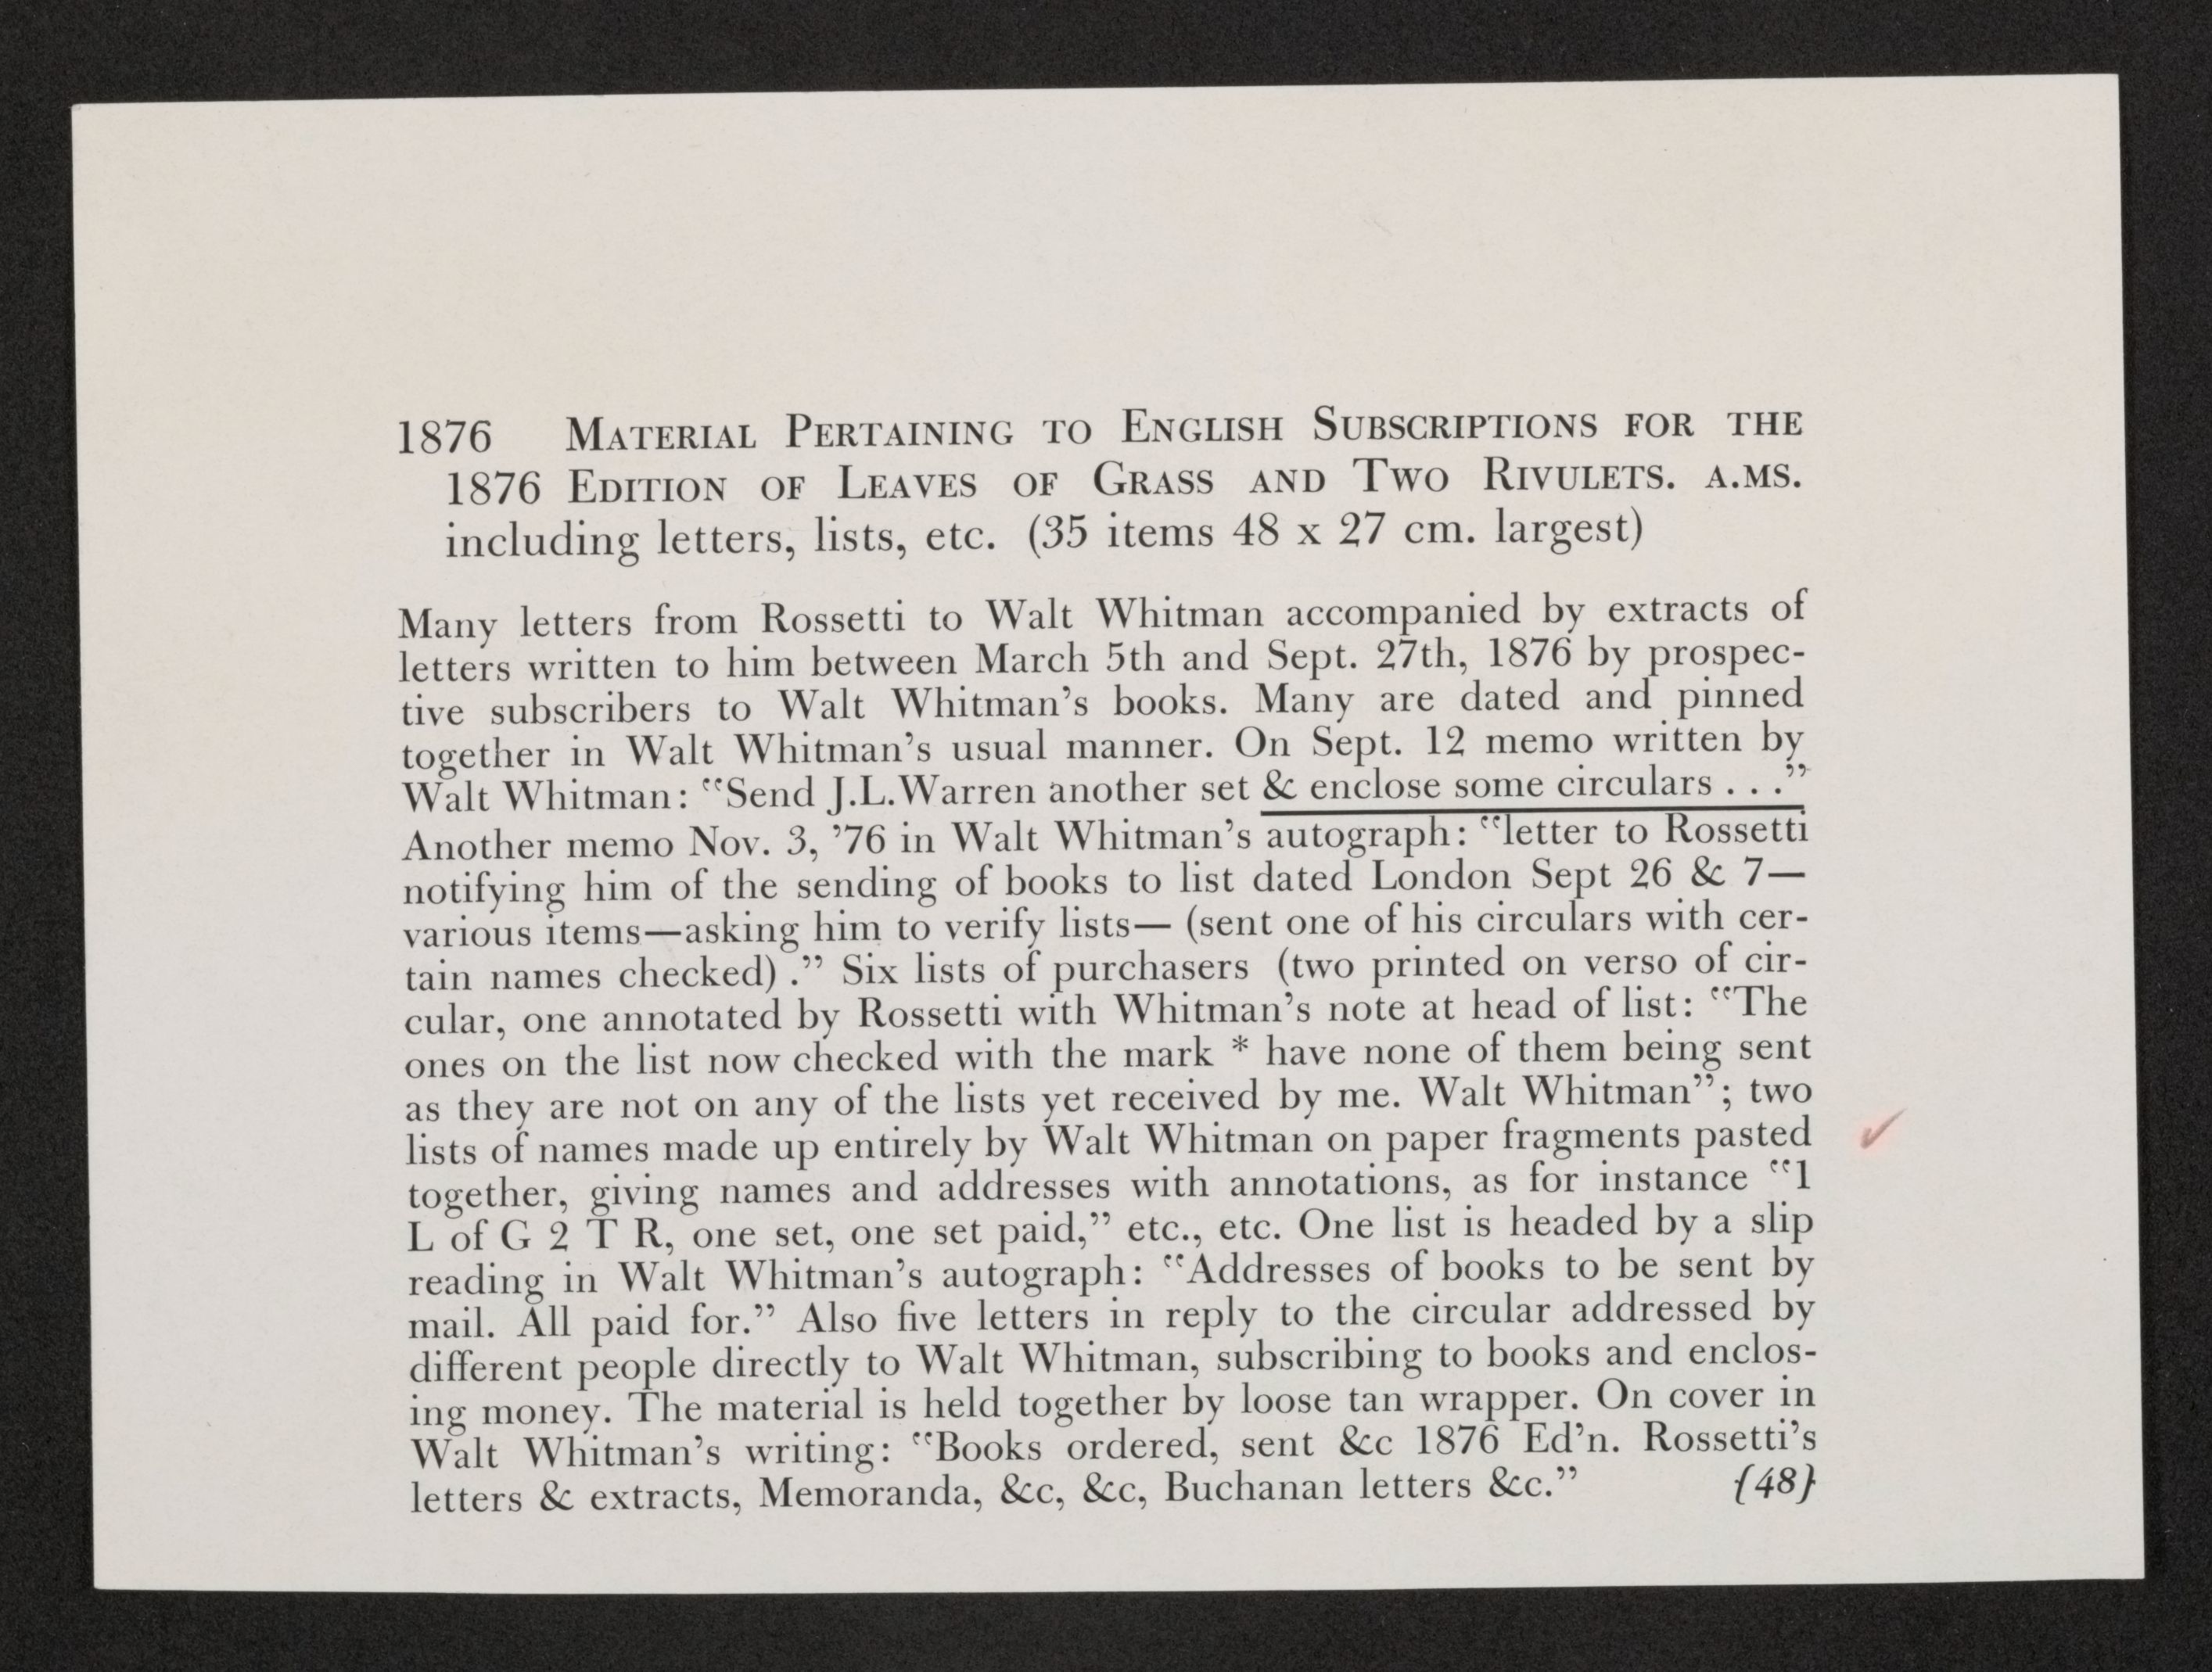 1876 MATERIAL PERTAINING TO ENGLISH SUBSCRIPTIONS FOR THE
1876 EDITION OF LEAVES OF GRASS AND TWO RIVULETS. A.MS.
including letters, lists, etc. (35 items 48 x 27 cm. largest)
Many letters from Rossetti to Walt Whitman accompanied by extracts of
letters written to him between March 5th and Sept. 27th, 1876 by prospec-
tive subscribers to Walt Whitman's books. Many are dated and pinned
together in Walt Whitman's usual manner. On Sept. 12 memo written by
Walt Whitman: "Send J.L.Warren another set & enclose some circulars . . ."
Another memo Nov. 3, '76 in Walt Whitman's autograph: "letter to Rossetti
notifying him of the sending of books to list dated London Sept 26 & 7—
various items—asking him to verify lists— (sent one of his circulars with cer-
tain names checked) ." Six lists of purchasers (two printed on verso of cir-
cular, one annotated by Rossetti with Whitman's note at head of list: "The
ones on the list now checked with the mark * have none of them being sent
as they are not on any of the lists yet received by me. Walt Whitman"; two
lists of names made up entirely by Walt Whitman on paper fragments pasted
together, giving names and addresses with annotations, as for instance "1
L of G 2 T R, one set, one set paid," etc., etc. One list is headed by a slip
reading in Walt Whitman's autograph: "Addresses of books to be sent by
mail. All paid for." Also five letters in reply to the circular addressed by
different people directly to Walt Whitman, subscribing to books and enclos-
ing money. The material is held together by loose tan wrapper. On cover in
Walt Whitman's writing: "Books ordered, sent &c 1876 Ed'n. Rossetti's
letters & extracts, Memoranda, &c, &c, Buchanan letters &c." {48}